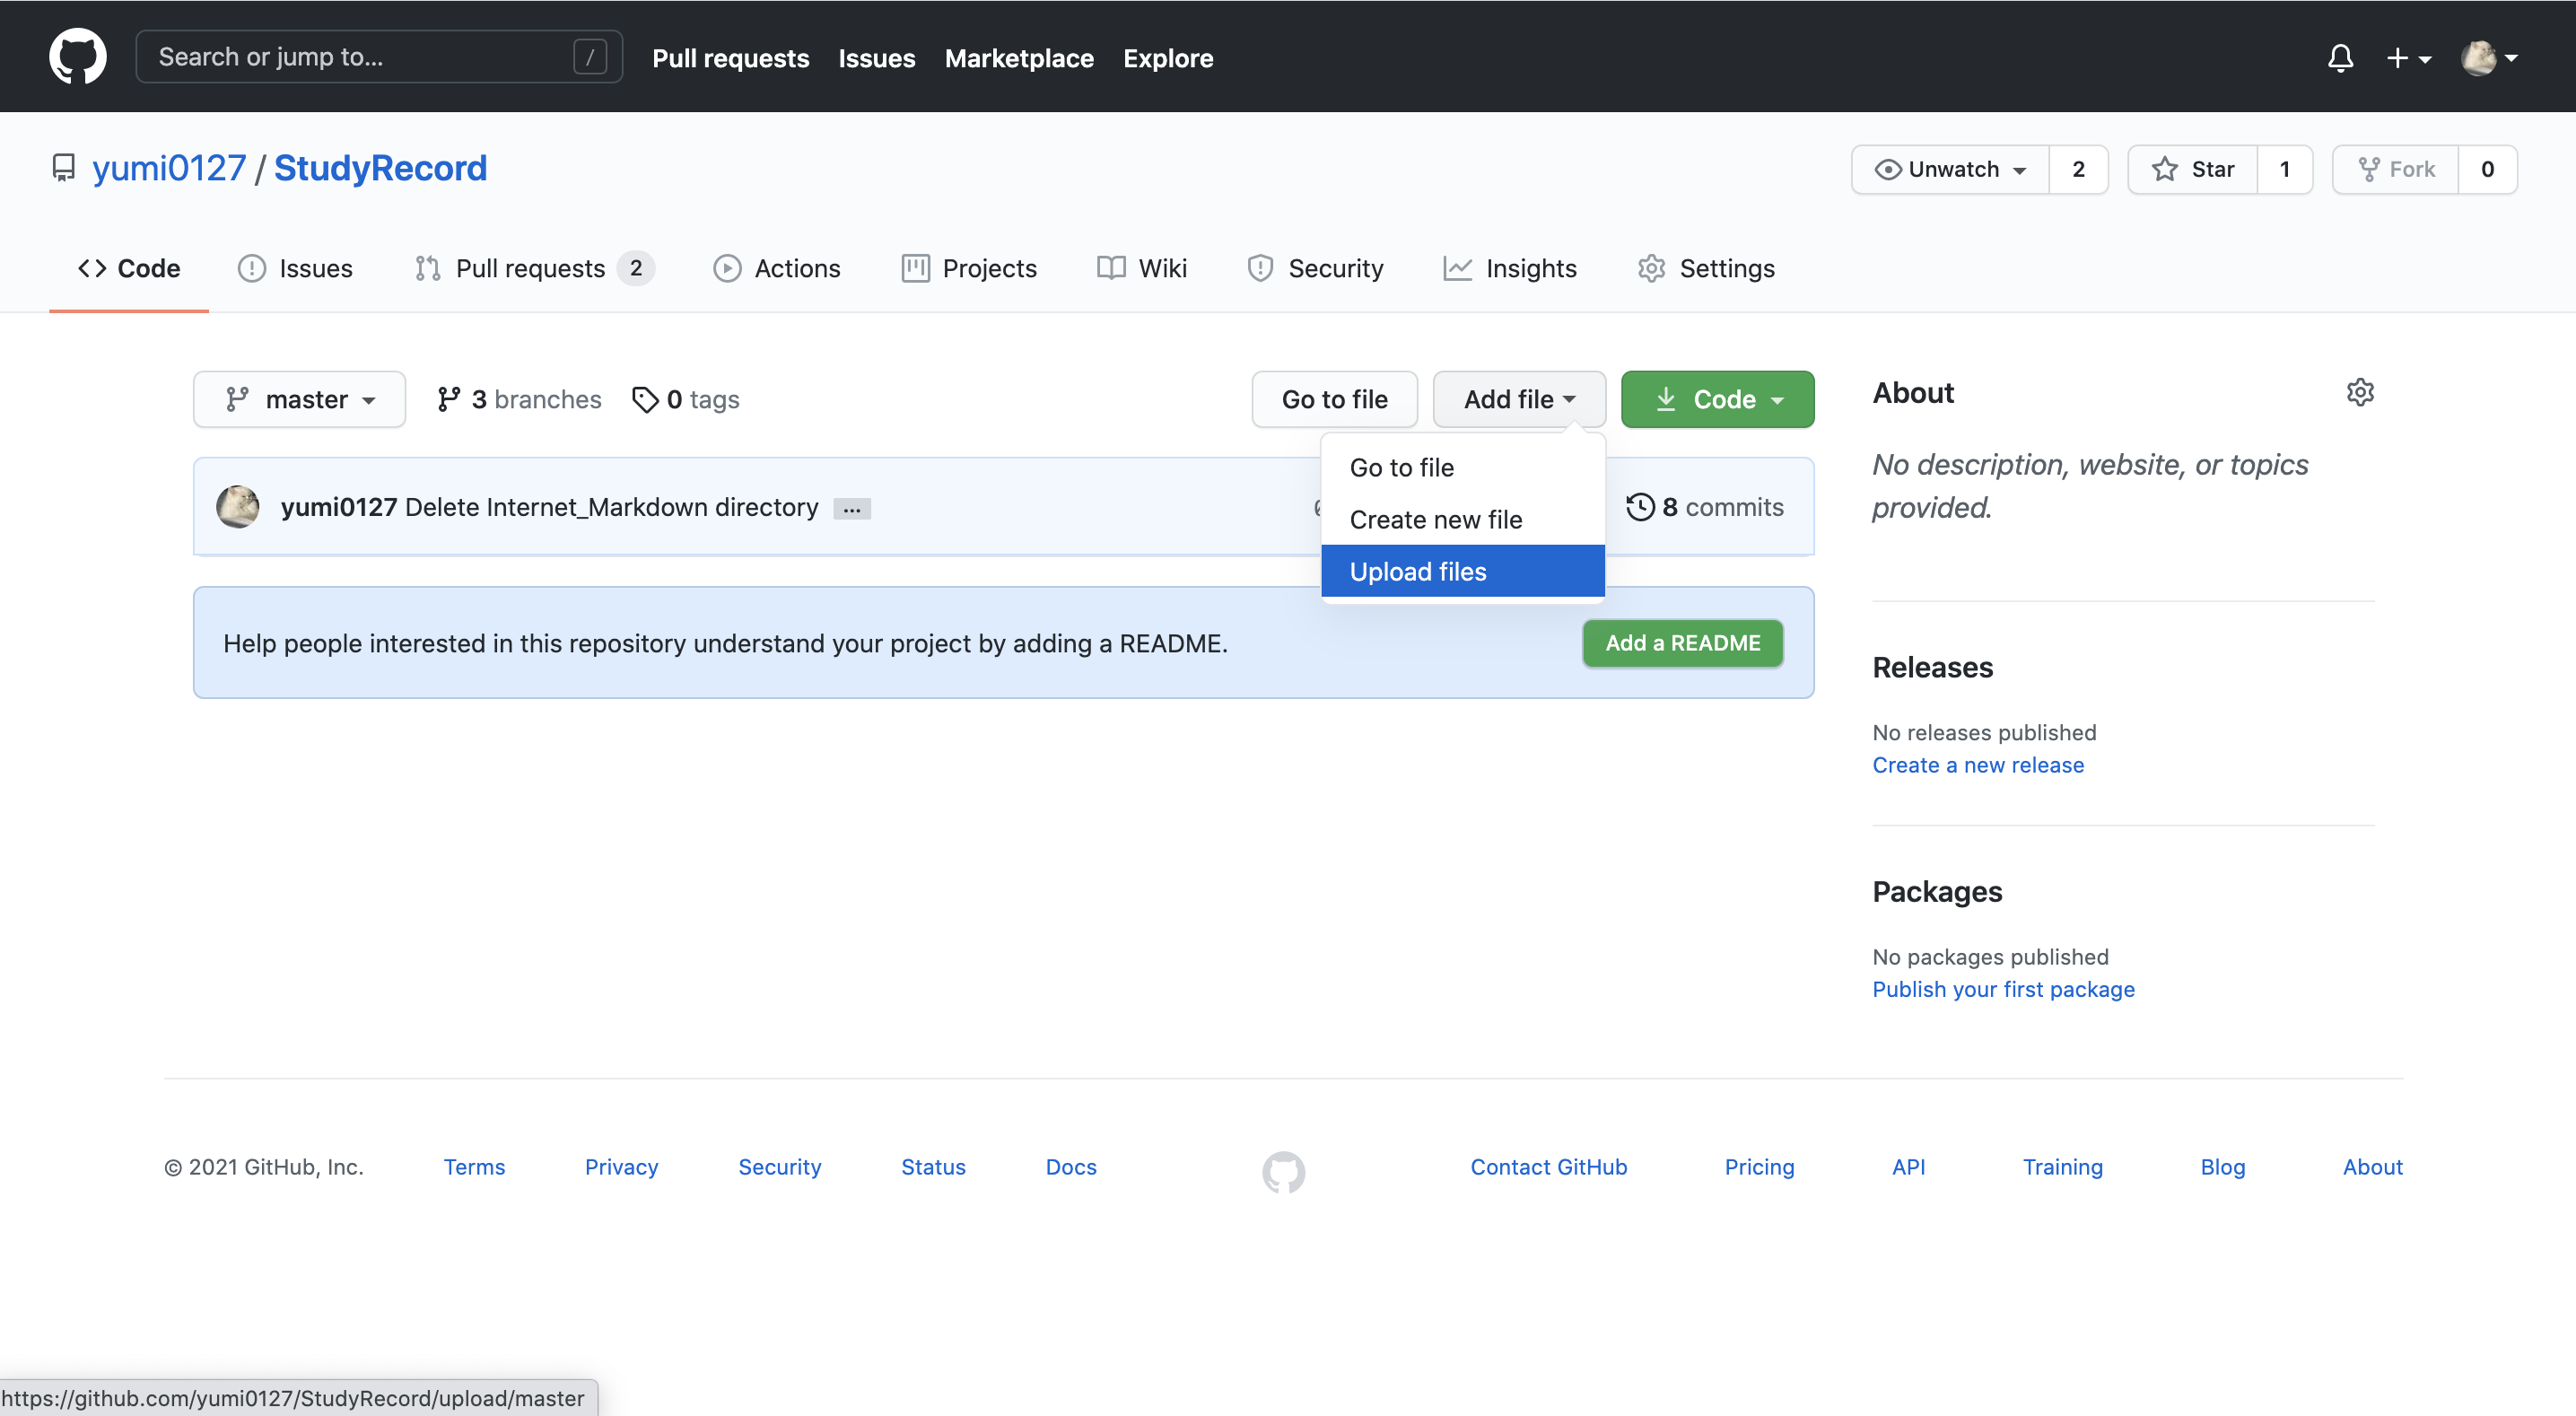 Search or jump to... /
Pull requests Issues Marketplace Explore
yumi0127 / StudyRecord
Unwatch 2 Star 1 Fork 0
Code Issues Pull requests 2 Actions Projects Wiki Security Insights Settings
master 3 branches 0 tags
Go to file Add file Code
About
No description, website, or topics
provided.
yumi0127 Delete Internet_Markdown directory ...
8 commits
Go to file
Create new file
Upload files
Help people interested in this repository understand your project by adding a README.
Add a README
Releases
No releases published
Create a new release
Packages
No packages published
Publish your first package
© 2021 GitHub, Inc. Terms Privacy Security Status Docs Contact GitHub Pricing API Training Blog About
https://github.com/yumi0127/StudyRecord/upload/master